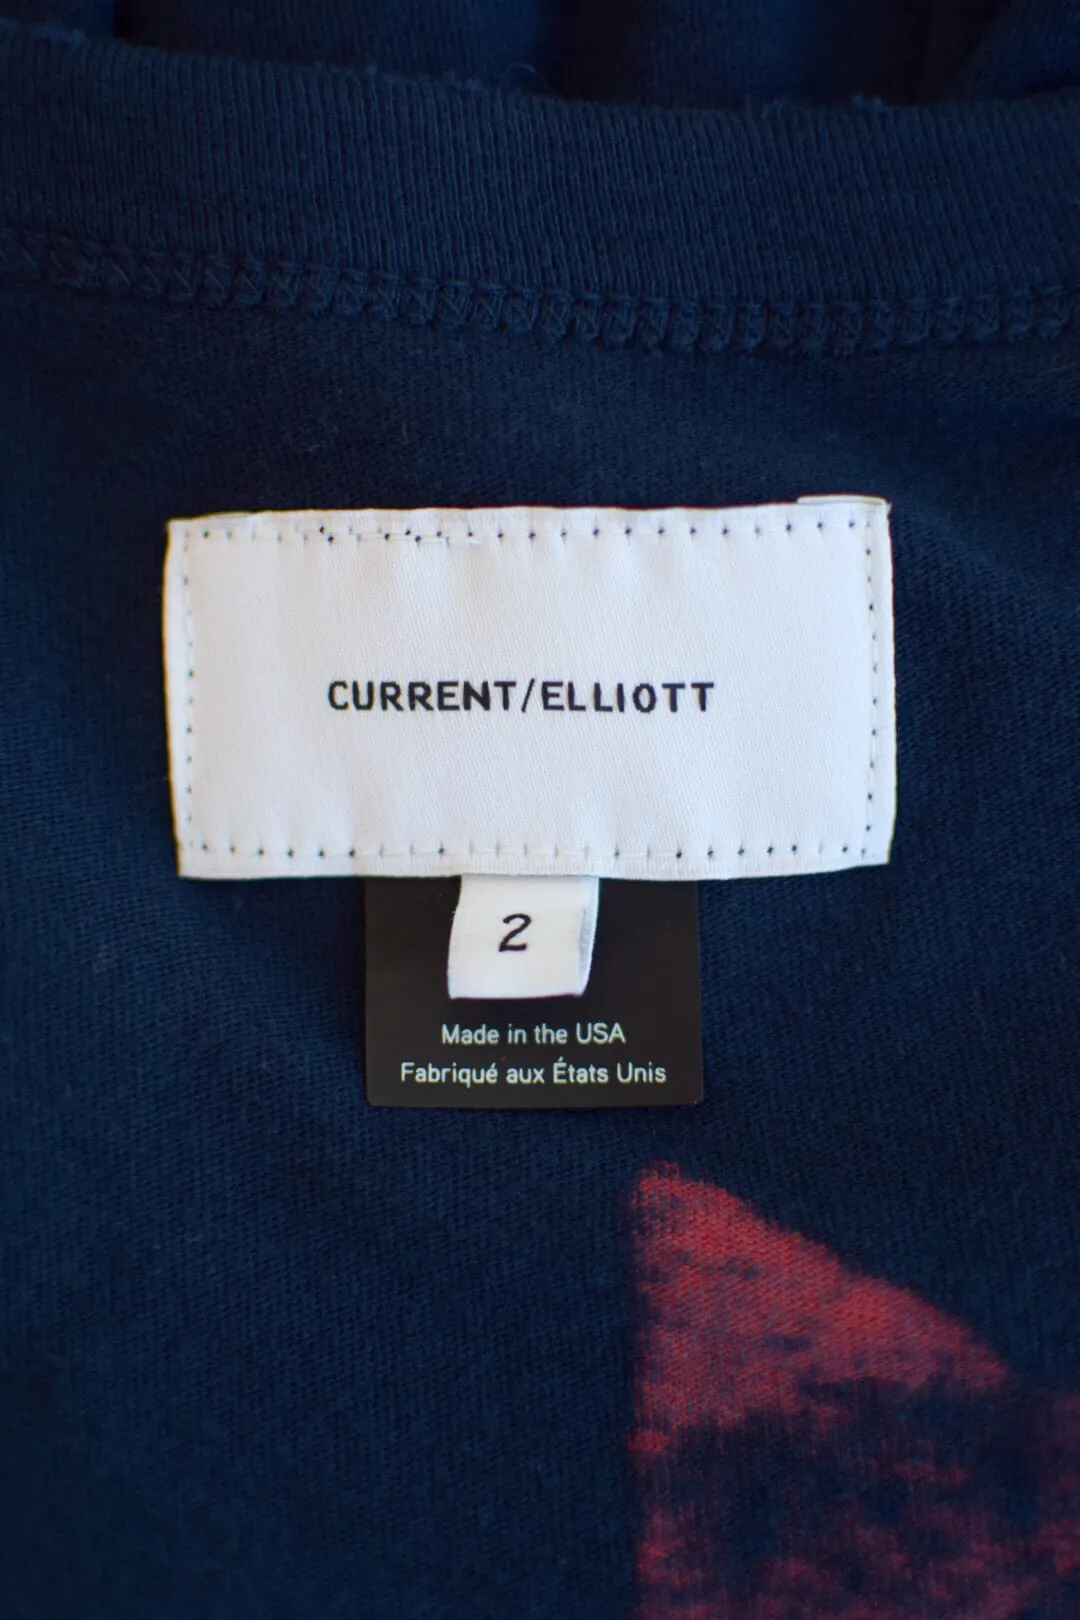 CURRENT/ELLIOTT
2
Made in the USA
Fabriqué aux États Unis